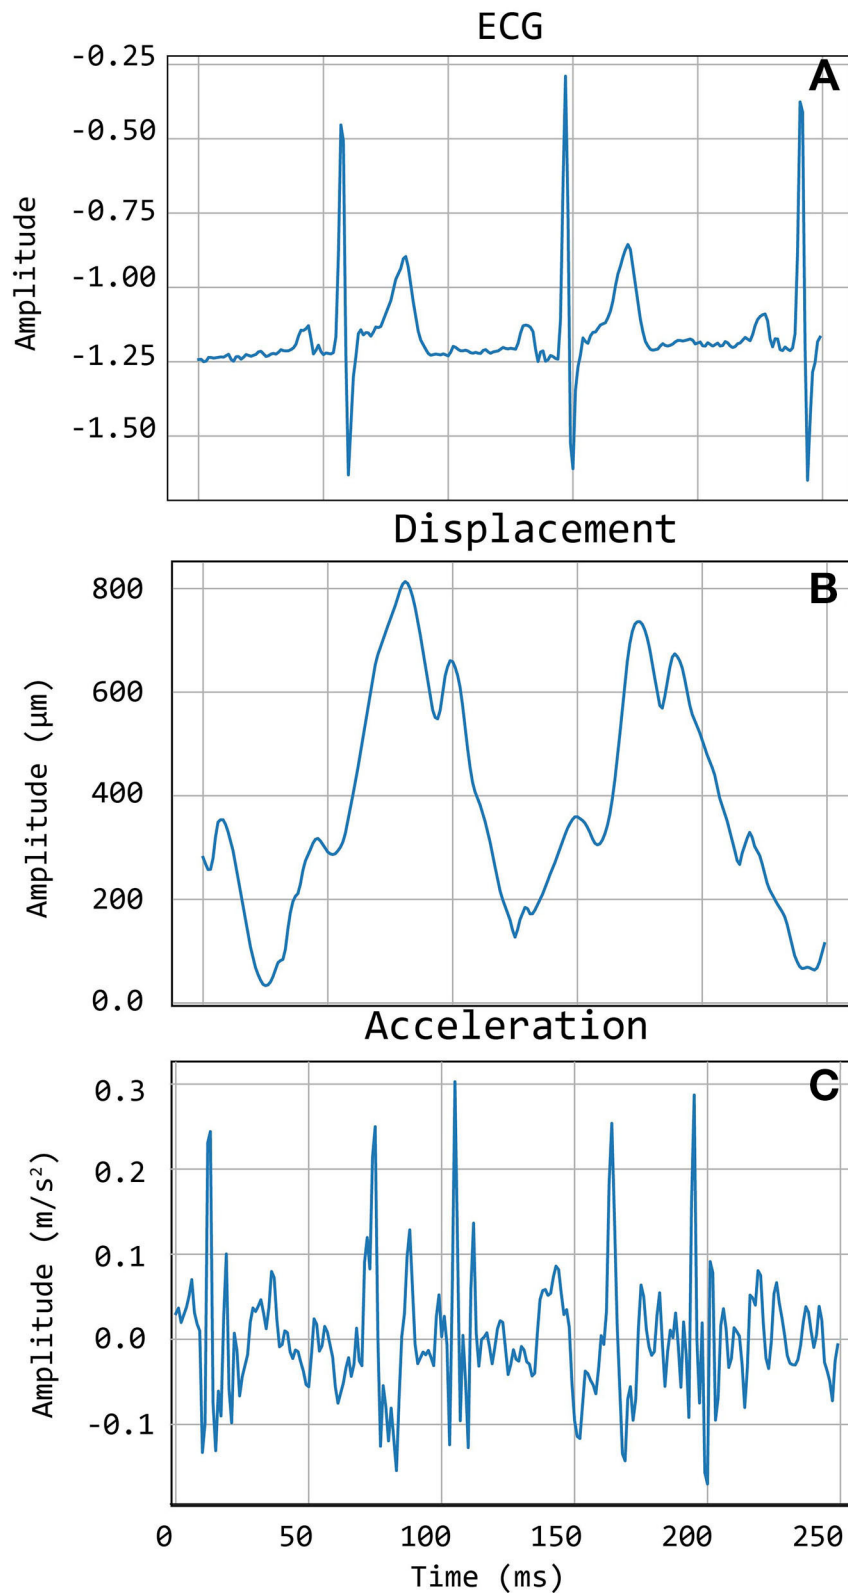 ECG
A
-0.25
-0.50
-0.75
-1.00
-1.25
-1.50
Amplitude
Displacement
B
800
600
400
200
0.0
Amplitude (µm)
Acceleration
C
0.3
0.2
0.1
0.0
-0.1
Amplitude (m/s²)
0 50 100 150 200 250
Time (ms)